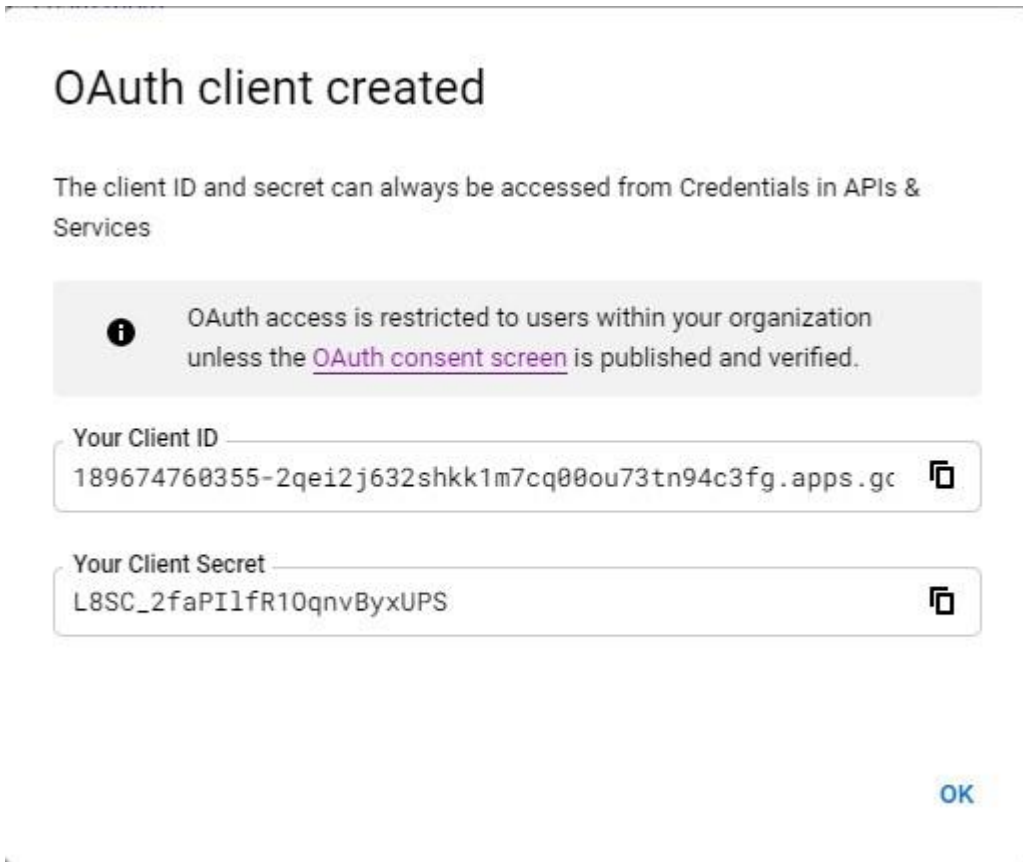 OAuth client created
The client ID and secret can always be accessed from Credentials in APIs &
Services
OAuth access is restricted to users within your organization
unless the OAuth consent screen is published and verified.
Your Client ID
189674760355-2qei2j632shkk1m7cq00ou73tn94c3fg.apps.gc
Your Client Secret
L8SC_2faPIlfR1OqnvByxUPS
OK